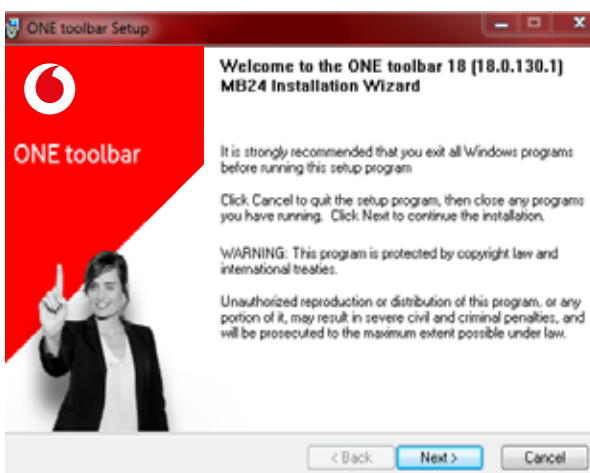 ONE toolbar Setup
Welcome to the ONE toolbar 18 (18.0.130.1)
MB24 Installation Wizard
ONE toolbar
It is strongly recommended that you exit all Windows programs
before running this setup program
Click Cancel to quit the setup program, then close any programs
you have running. Click Next to continue the installation.
WARNING: This program is protected by copyright law and
international treaties.
Unauthorized reproduction or distribution of this program, or any
portion of it, may result in severe civil and criminal penalties, and
will be prosecuted to the maximum extent possible under law.
< Back Next > Cancel